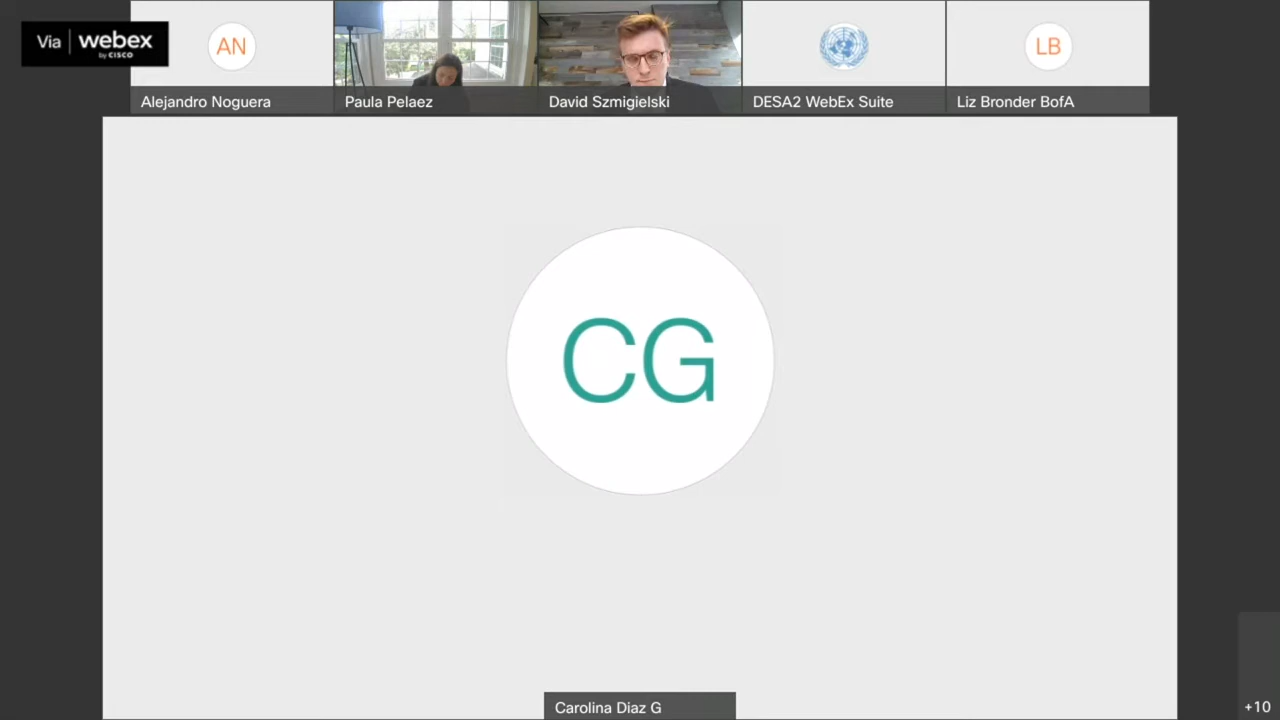 Via webex
by CISCO
AN
LB
Alejandro Noguera
Paula Pelaez
David Szmigielski
DESA2 WebEx Suite
Liz Bronder BofA
CG
Carolina Diaz G
+10